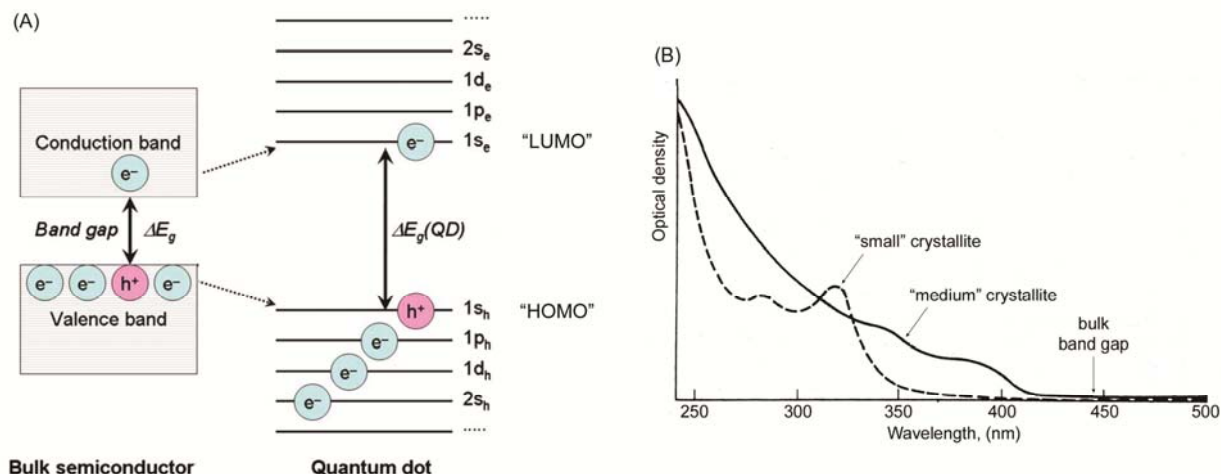 (A)
Conduction band
e⁻
Band gap
ΔE_g
e⁻ e⁻ h⁺ e⁻
Valence band
Bulk semiconductor
·····
2s_e
1d_e
1p_e
1s_e
e⁻
"LUMO"
ΔE_g(QD)
h⁺
1s_h
"HOMO"
e⁻
1p_h
e⁻
1d_h
e⁻
2s_h
·····
Quantum dot
(B)
Optical density
"small" crystallite
"medium" crystallite
bulk
band gap
250 300 350 400 450 500
Wavelength, (nm)